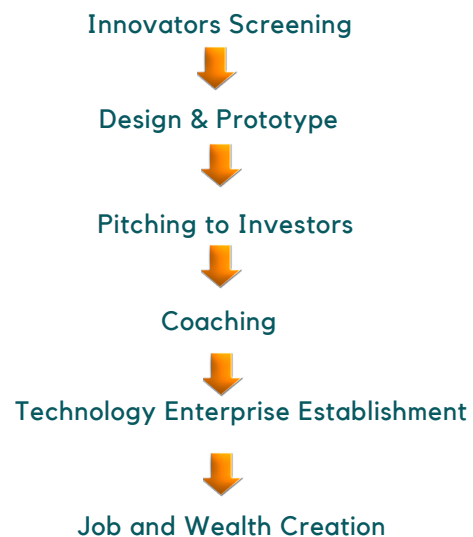 Innovators Screening
Design & Prototype
Pitching to Investors
Coaching
Technology Enterprise Establishment
Job and Wealth Creation